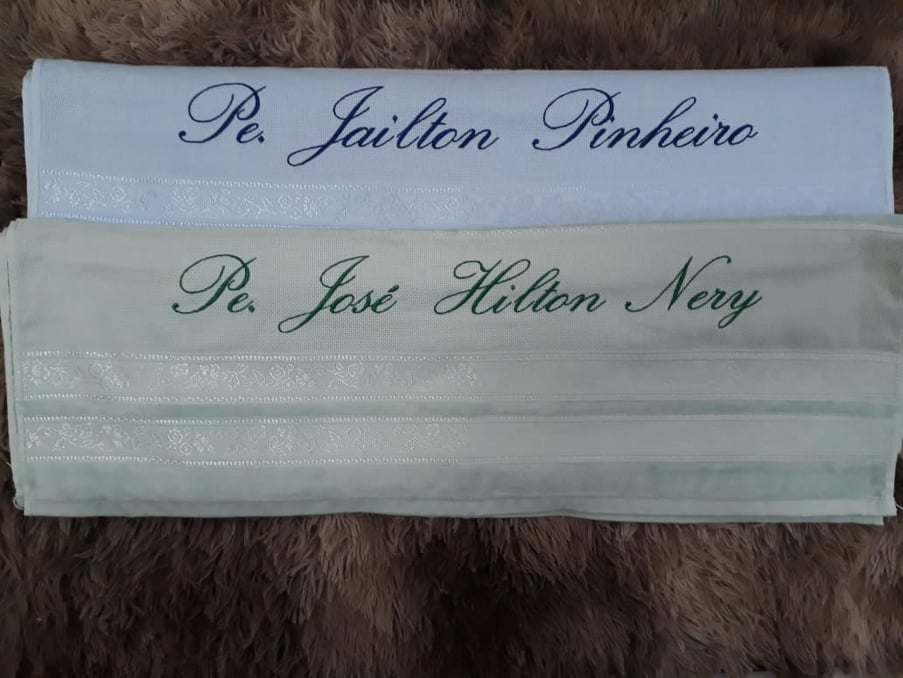 Pe. Jailton Pinheiro
Pe. José Hilton Nery